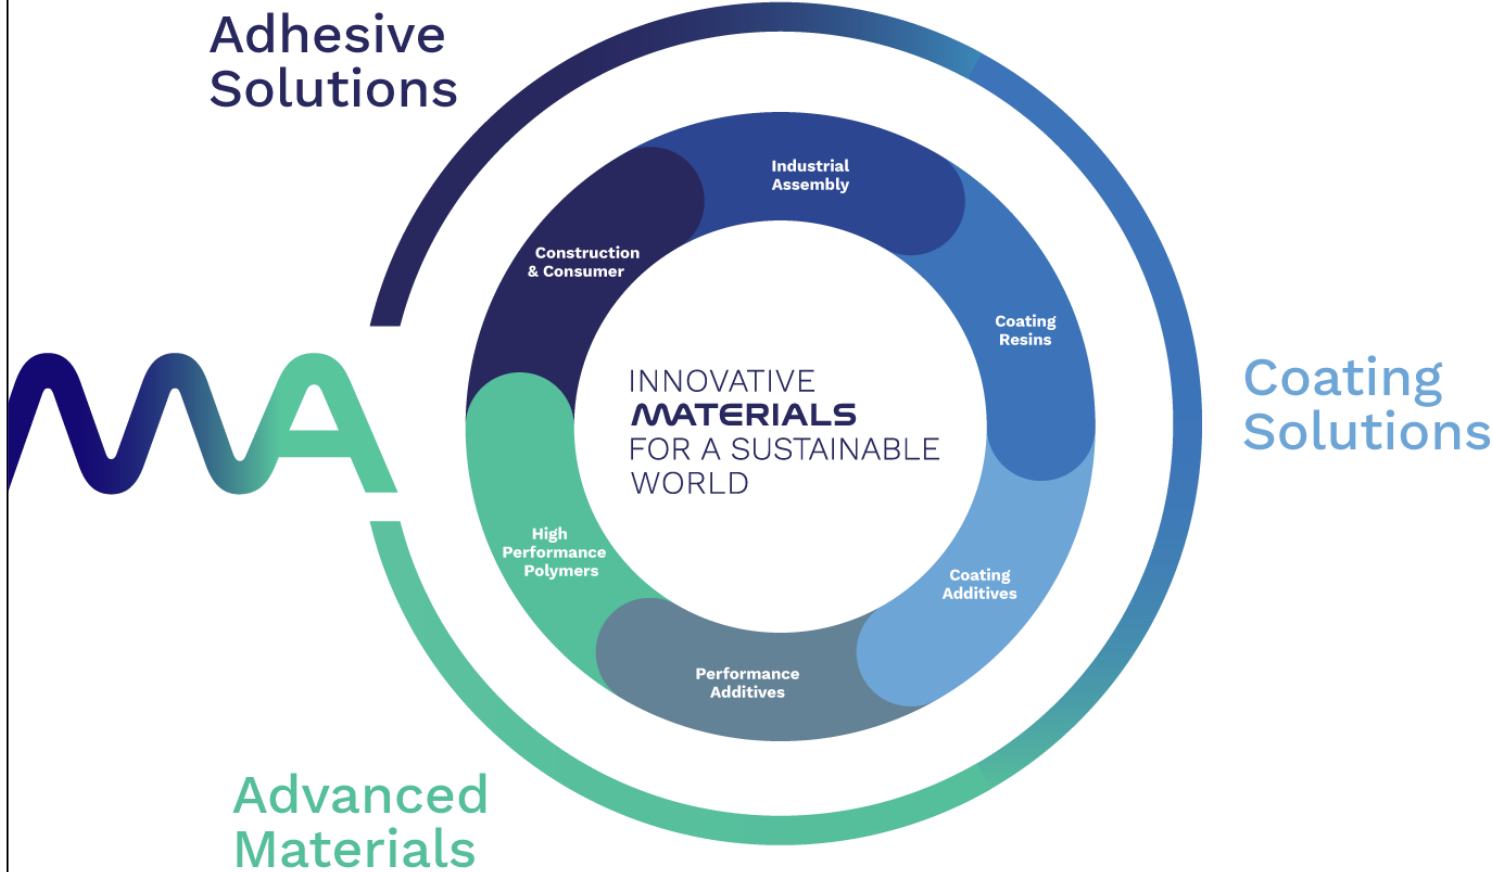 Adhesive
Solutions
Industrial
Assembly
Construction
& Consumer
Coating
Resins
MA
INNOVATIVE
MATERIALS
FOR A SUSTAINABLE
WORLD
Coating
Solutions
High
Performance
Polymers
Coating
Additives
Performance
Additives
Advanced
Materials